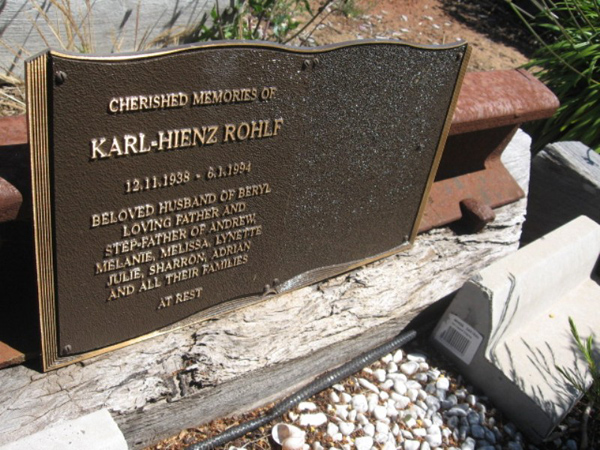 CHERISHED MEMORIES OF
KARL-HIENZ ROHLF
12.11.1938 - 6.1.1994
BELOVED HUSBAND OF BERYL
LOVING FATHER AND
STEP-FATHER OF ANDREW,
MELANIE, MELISSA, LYNETTE
JULIE, SHARRON, ADRIAN
AND ALL THEIR FAMILIES
AT REST